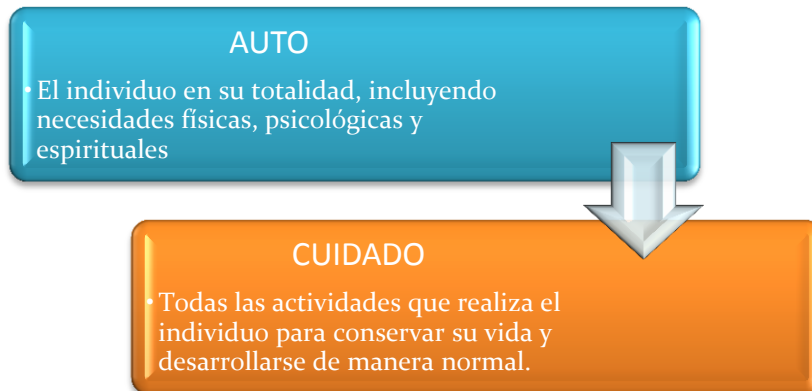 AUTO
• El individuo en su totalidad, incluyendo
necesidades físicas, psicológicas y
espirituales
CUIDADO
• Todas las actividades que realiza el
individuo para conservar su vida y
desarrollarse de manera normal.